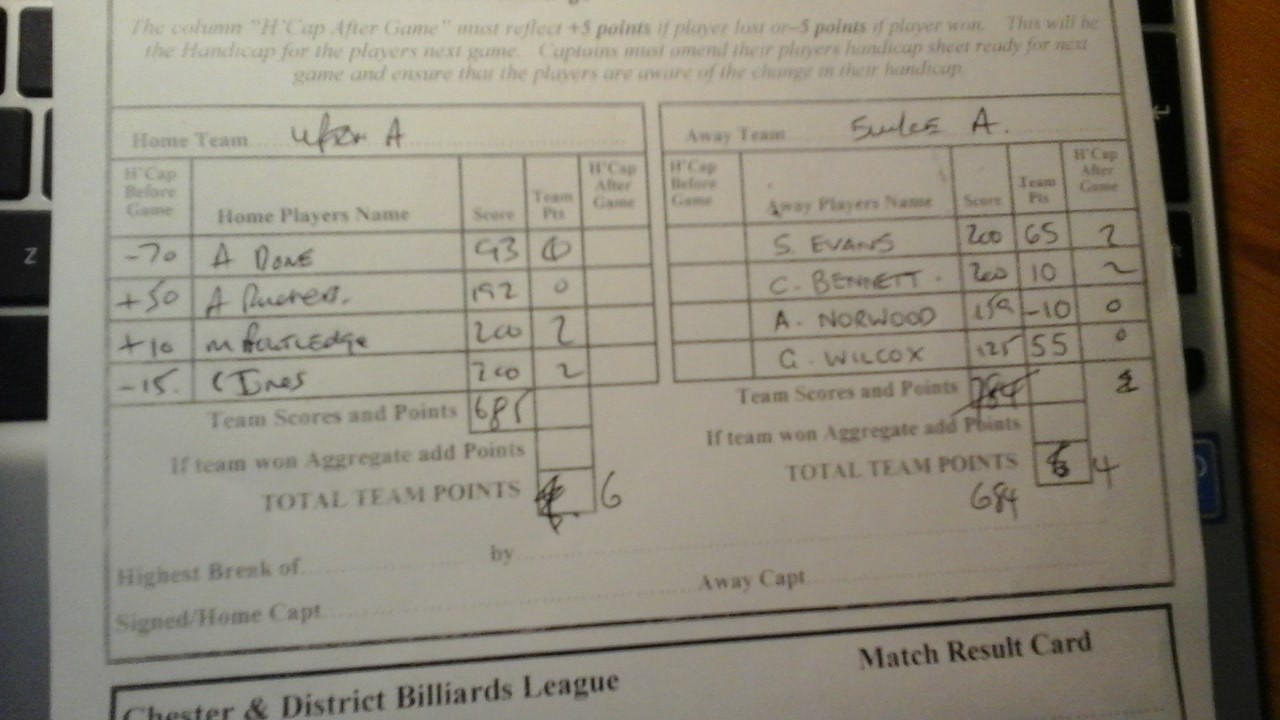 The column "H'Cap After Game" must reflect +5 points if player lost or –5 points if player won. This will be
the Handicap for the players next game. Captains must amend their players handicap sheet ready for next
game and ensure that the players are aware of the change in their handicap.
Home Team A
H'Cap Before Game Home Players Name Score Team Pts H'Cap After Game
-70 A DONE 93 0
+50 A 192 0
+10 M ROUTLEDGE 200 2
-15. C JONES 200 2
Team Scores and Points 685
If team won Aggregate add Points
TOTAL TEAM POINTS 6
Away Team A.
H'Cap Before Game Away Players Name Score Team Pts H'Cap After Game
S. EVANS 200 65 2
C. BENNETT. 200 10 2
A. NORWOOD 159 -10 0
G. WILCOX 125 55 0
Team Scores and Points
If team won Aggregate add Points
TOTAL TEAM POINTS 4
684
Highest Break of by
Signed/Home Capt Away Capt
Match Result Card
Chester & District Billiards League
Z